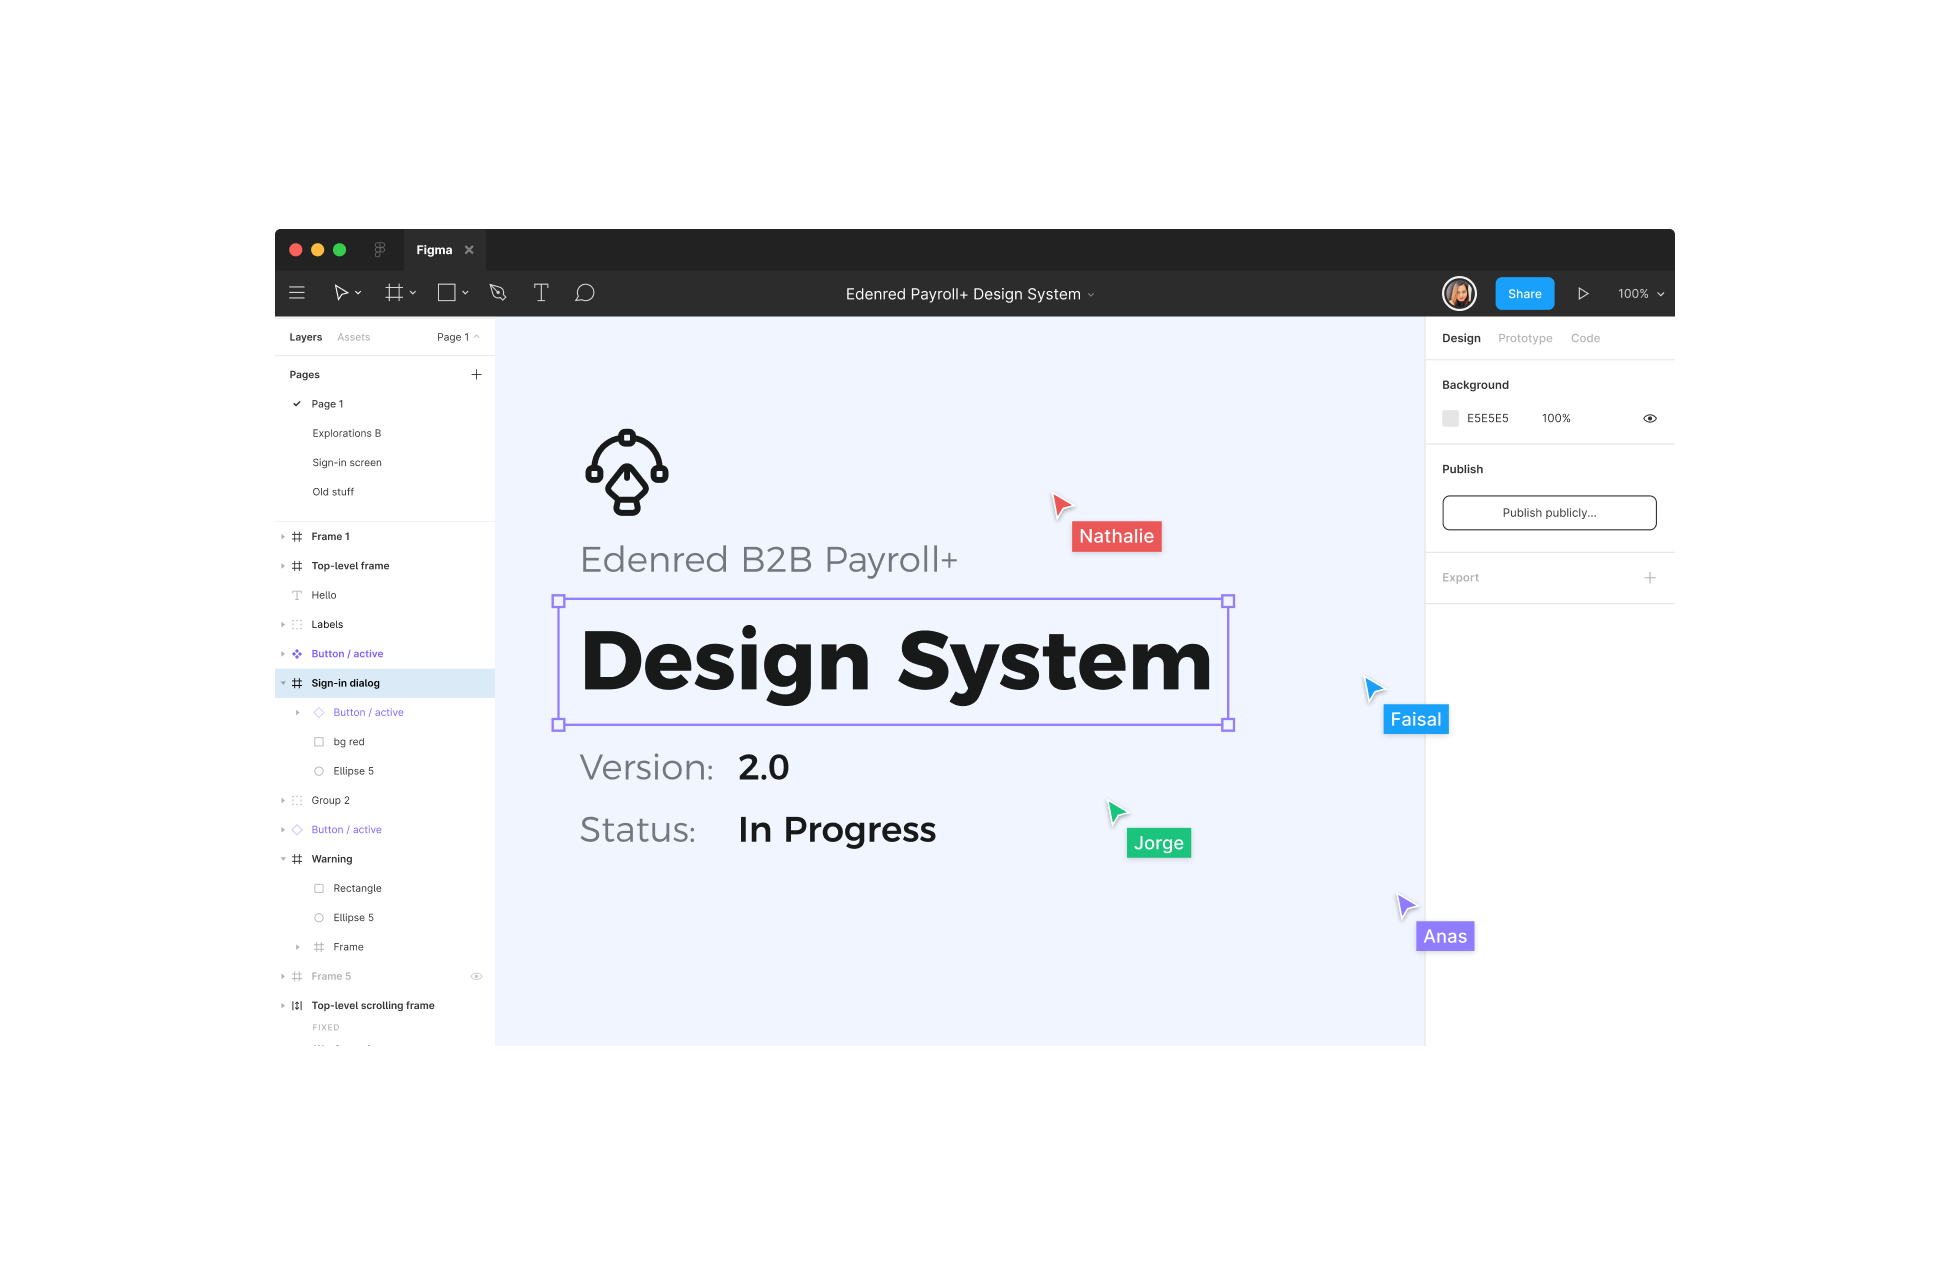 Figma
Edenred Payroll+ Design System
Share
100%
Layers
Assets
Page 1
Pages
Page 1
Explorations B
Sign-in screen
Old stuff
Frame 1
Top-level frame
Hello
Labels
Button / active
Sign-in dialog
Button / active
bg red
Ellipse 5
Group 2
Button / active
Warning
Rectangle
Ellipse 5
Frame
Frame 5
Top-level scrolling frame
FIXED
Edenred B2B Payroll+
Design System
Version: 2.0
Status: In Progress
Nathalie
Faisal
Jorge
Anas
Design
Prototype
Code
Background
E5E5E5 100%
Publish
Publish publicly...
Export